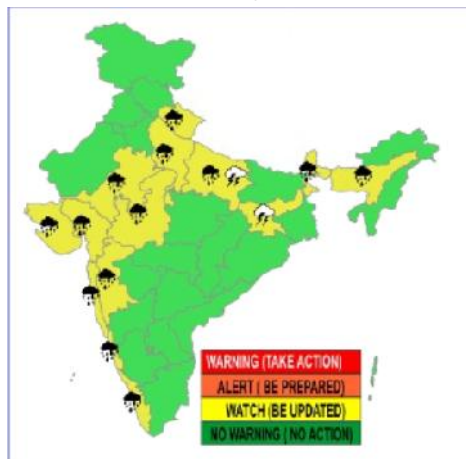 WARNING (TAKE ACTION)
ALERT ( BE PREPARED)
WATCH (BE UPDATED)
NO WARNING ( NO ACTION)